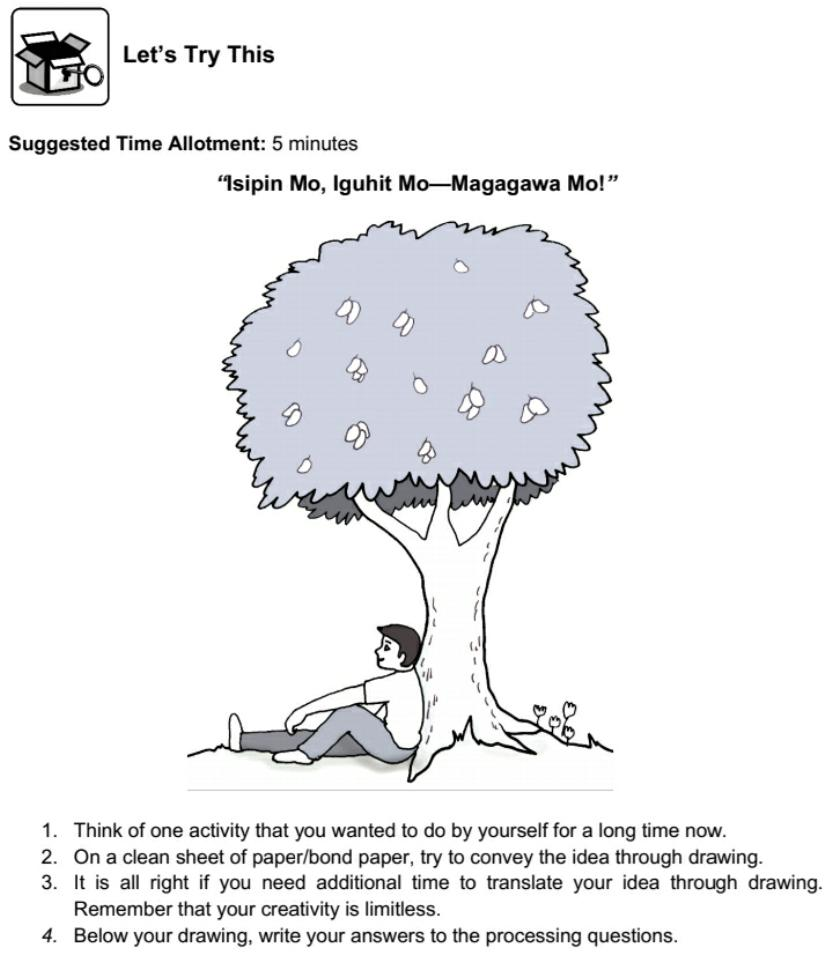 Let's Try This
Suggested Time Allotment: 5 minutes
“Isipin Mo, Iguhit Mo—Magagawa Mo!”
1. Think of one activity that you wanted to do by yourself for a long time now.
2. On a clean sheet of paper/bond paper, try to convey the idea through drawing.
3. It is all right if you need additional time to translate your idea through drawing.
Remember that your creativity is limitless.
4. Below your drawing, write your answers to the processing questions.